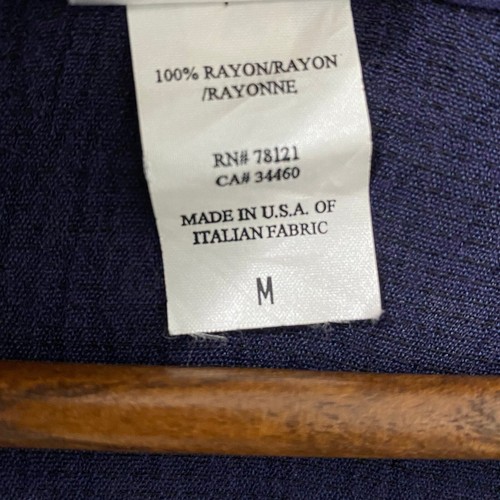 100% RAYON/RAYON
/RAYONNE
RN# 78121
CA# 34460
MADE IN U.S.A. OF
ITALIAN FABRIC
M